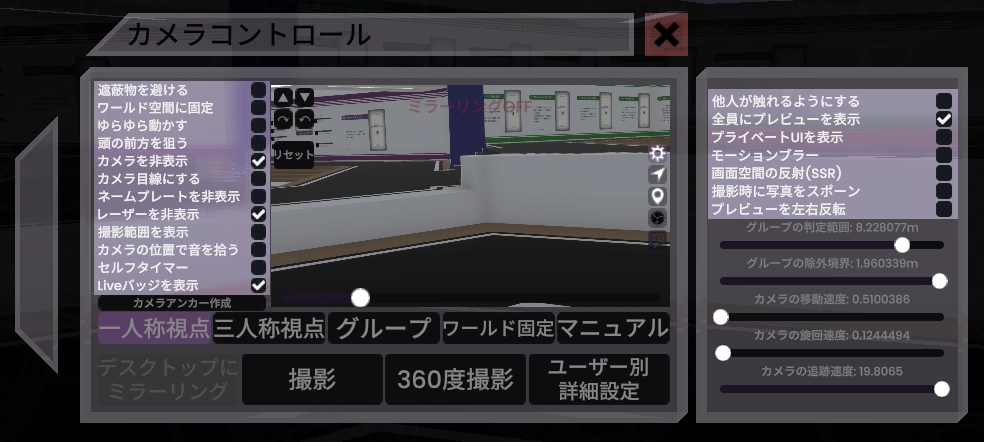 カメラコントロール
遮蔽物を避ける
ワールド空間に固定
ゆらゆら動かす
頭の前方を狙う
カメラを非表示
カメラ目線にする
ネームプレートを非表示
レーザーを非表示
撮影範囲を表示
カメラの位置で音を拾う
セルフタイマー
Liveバッジを表示
カメラアンカー作成
リセット
ミラーリングOFF
一人称視点
三人称視点
グループ
ワールド固定
マニュアル
デスクトップに
ミラーリング
撮影
360度撮影
ユーザー別
詳細設定
他人が触れるようにする
全員にプレビューを表示
プライベートUIを表示
モーションブラー
画面空間の反射(SSR)
撮影時に写真をスポーン
プレビューを左右反転
グループの判定範囲: 8.228077m
グループの除外境界: 1.960339m
カメラの移動速度: 0.5100386
カメラの旋回速度: 0.1244494
カメラの追跡速度: 19.8065